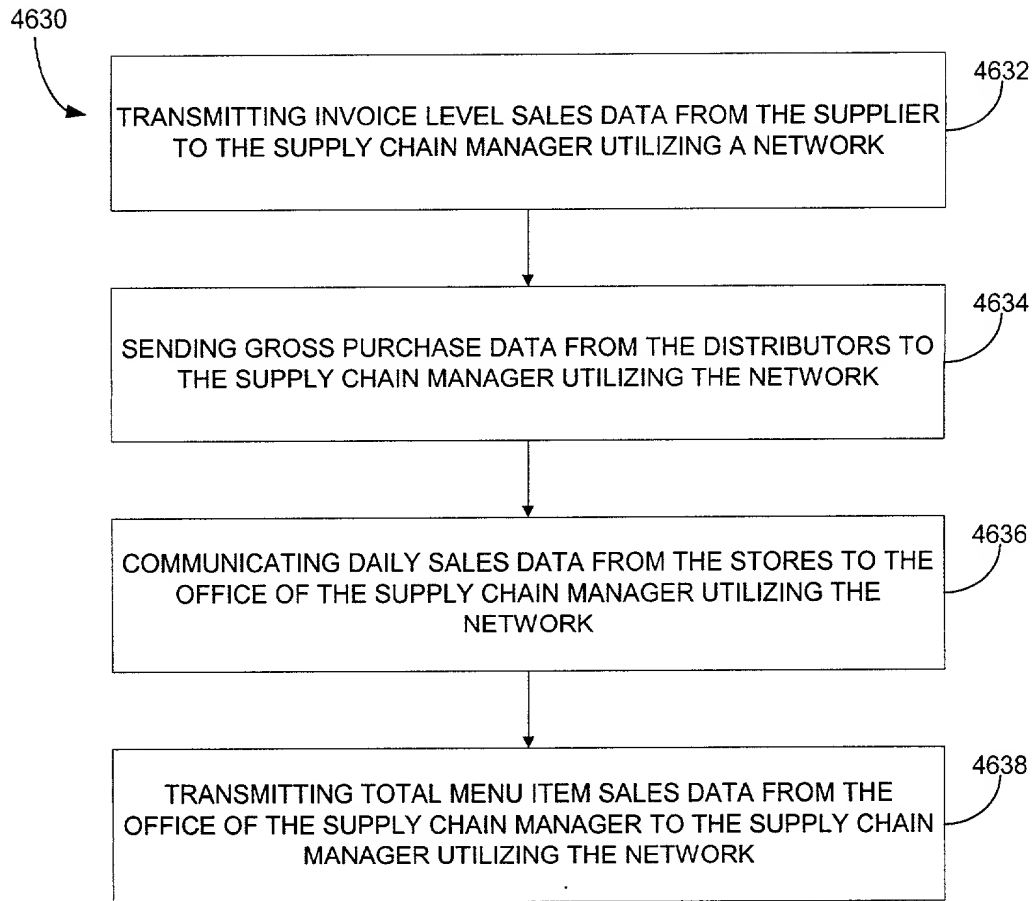 4630
4632
TRANSMITTING INVOICE LEVEL SALES DATA FROM THE SUPPLIER
TO THE SUPPLY CHAIN MANAGER UTILIZING A NETWORK
4634
SENDING GROSS PURCHASE DATA FROM THE DISTRIBUTORS TO
THE SUPPLY CHAIN MANAGER UTILIZING THE NETWORK
4636
COMMUNICATING DAILY SALES DATA FROM THE STORES TO THE
OFFICE OF THE SUPPLY CHAIN MANAGER UTILIZING THE
NETWORK
4638
TRANSMITTING TOTAL MENU ITEM SALES DATA FROM THE
OFFICE OF THE SUPPLY CHAIN MANAGER TO THE SUPPLY CHAIN
MANAGER UTILIZING THE NETWORK